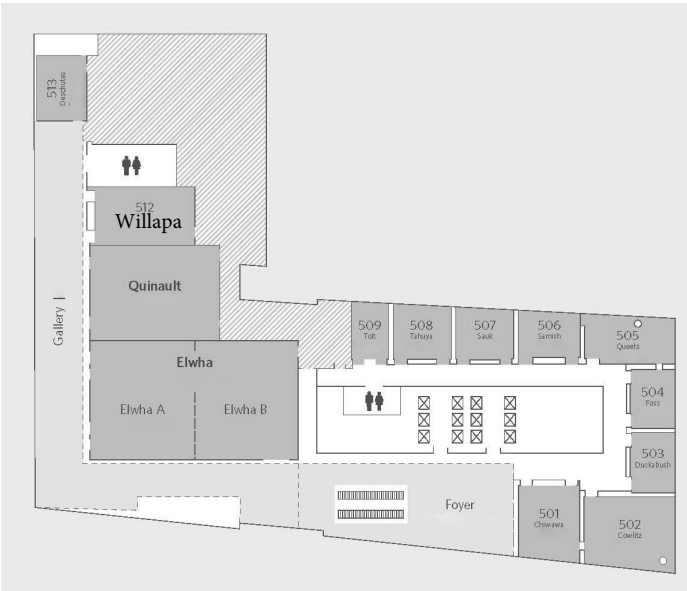 513
Deschutes
512
Willapa
Quinault
Gallery
Elwha
Elwha A
Elwha B
509
Tolt
508
Tahuya
507
Sauk
506
Samish
505
Queets
504
Foss
503
Duckabush
Foyer
501
Chiwawa
502
Cowlitz